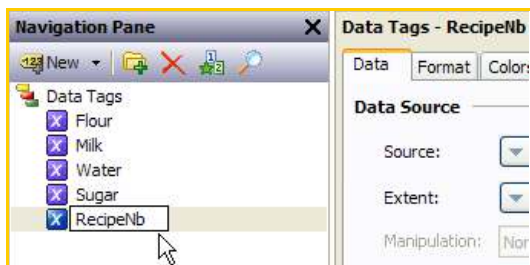 Navigation Pane
Data Tags - RecipeNb
New
Data
Format
Colors
Data Tags
Data Source
Flour
Milk
Source:
Water
Sugar
Extent:
RecipeNb
Manipulation: